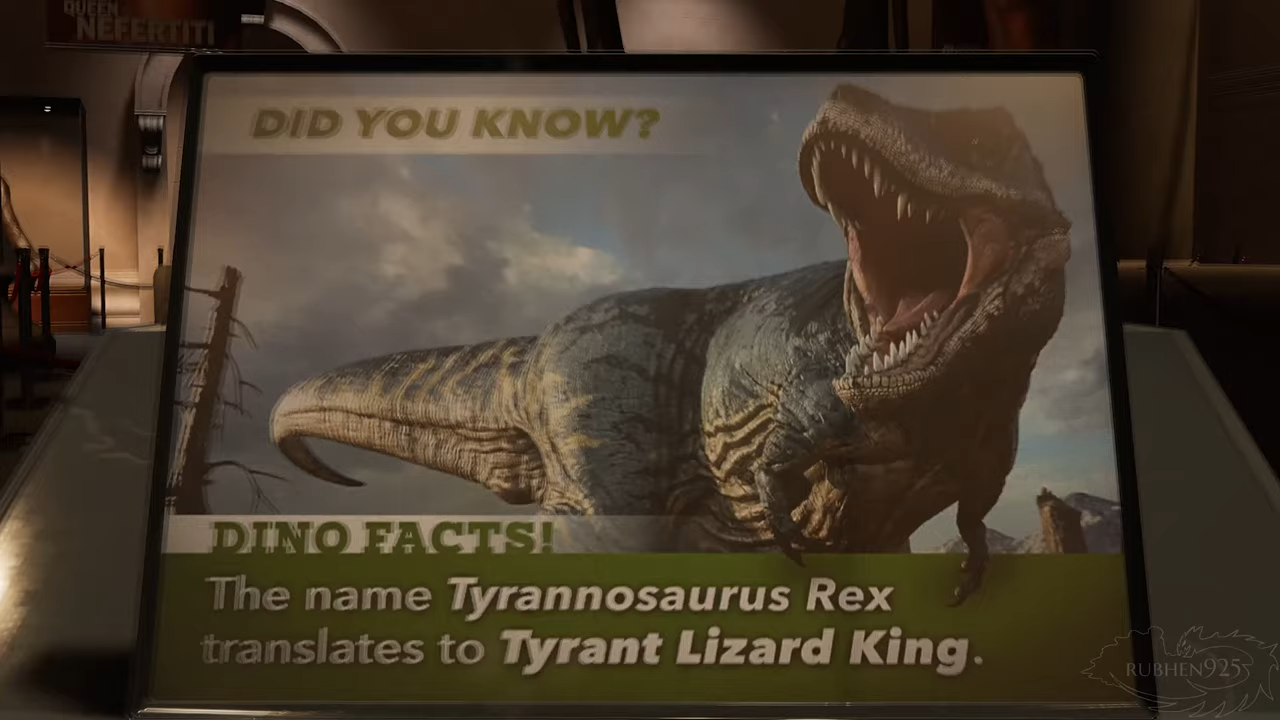 QUEEN
NEFERTITI
DID YOU KNOW?
DINO FACTS!
The name Tyrannosaurus Rex
translates to Tyrant Lizard King.
RUBHEN925